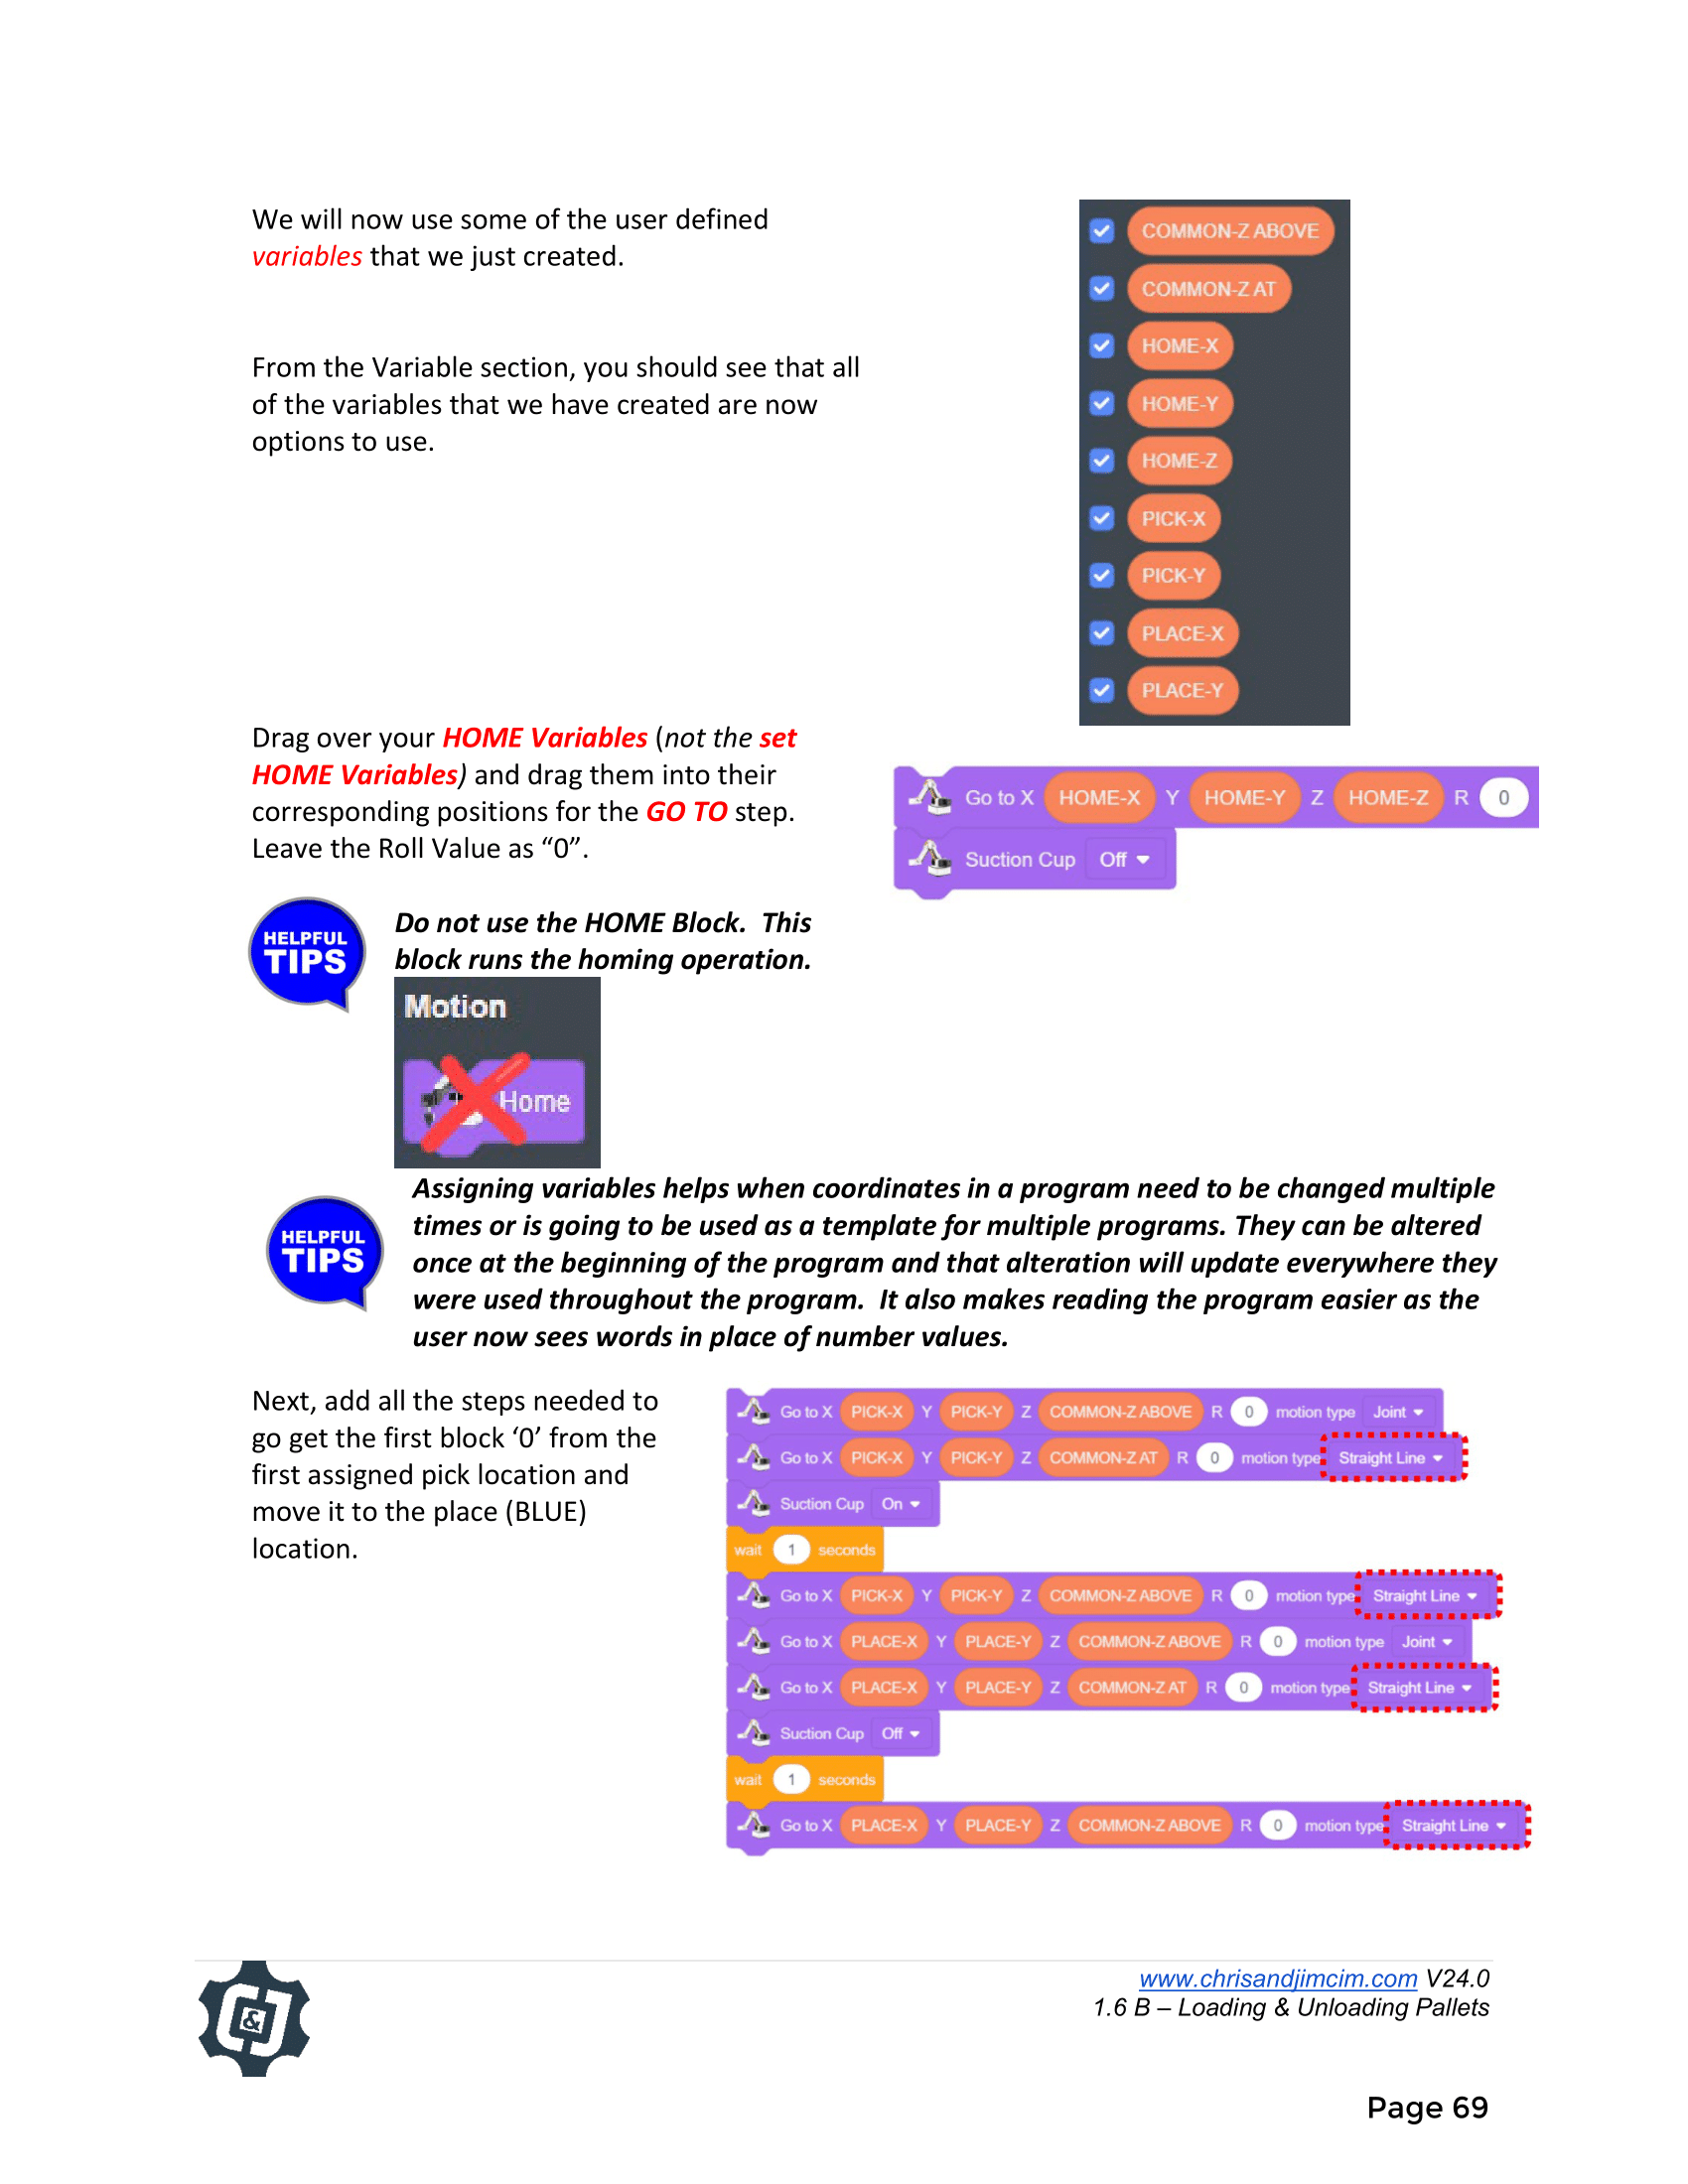 We will now use some of the user defined
variables that we just created.
COMMON-Z ABOVE
COMMON-Z AT
HOME-X
HOME-Y
HOME-Z
PICK-X
PICK-Y
PLACE-X
PLACE-Y
From the Variable section, you should see that all
of the variables that we have created are now
options to use.
Drag over your HOME Variables (not the set
HOME Variables) and drag them into their
corresponding positions for the GO TO step.
Leave the Roll Value as “0”.
Go to X HOME-X Y HOME-Y Z HOME-Z R 0
Suction Cup Off
HELPFUL
TIPS
Do not use the HOME Block.  This
block runs the homing operation.
Motion
Home
HELPFUL
TIPS
Assigning variables helps when coordinates in a program need to be changed multiple
times or is going to be used as a template for multiple programs. They can be altered
once at the beginning of the program and that alteration will update everywhere they
were used throughout the program.  It also makes reading the program easier as the
user now sees words in place of number values.
Next, add all the steps needed to
go get the first block ‘0’ from the
first assigned pick location and
move it to the place (BLUE)
location.
Go to X PICK-X Y PICK-Y Z COMMON-Z ABOVE R 0 motion type Joint
Go to X PICK-X Y PICK-Y Z COMMON-Z AT R 0 motion type Straight Line
Suction Cup On
wait 1 seconds
Go to X PICK-X Y PICK-Y Z COMMON-Z ABOVE R 0 motion type Straight Line
Go to X PLACE-X Y PLACE-Y Z COMMON-Z ABOVE R 0 motion type Joint
Go to X PLACE-X Y PLACE-Y Z COMMON-Z AT R 0 motion type Straight Line
Suction Cup Off
wait 1 seconds
Go to X PLACE-X Y PLACE-Y Z COMMON-Z ABOVE R 0 motion type Straight Line
www.chrisandjimcim.com V24.0
1.6 B – Loading & Unloading Pallets
C&J
Page 69